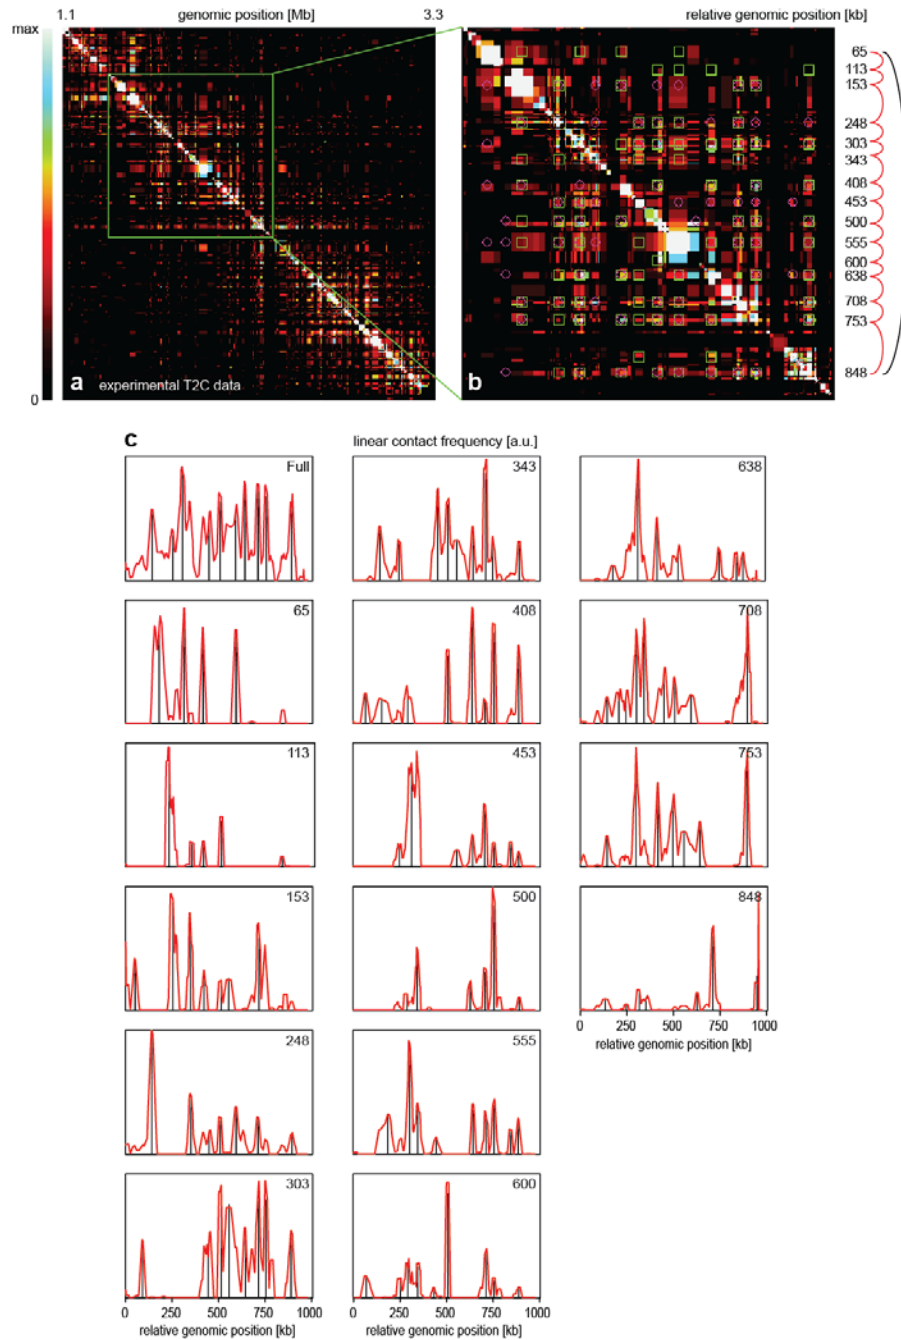 1.1 genomic position [Mb] 3.3 relative genomic position [kb]
max
65
113
153
248
303
343
408
453
500
555
600
638
708
753
848
0
a experimental T2C data
b
c linear contact frequency [a.u.]
Full 343 638
65 408 708
113 453 753
153 500 848
0 250 500 750 1000
relative genomic position [kb]
248 555
303 600
0 250 500 750 1000 0 250 500 750 1000
relative genomic position [kb] relative genomic position [kb]